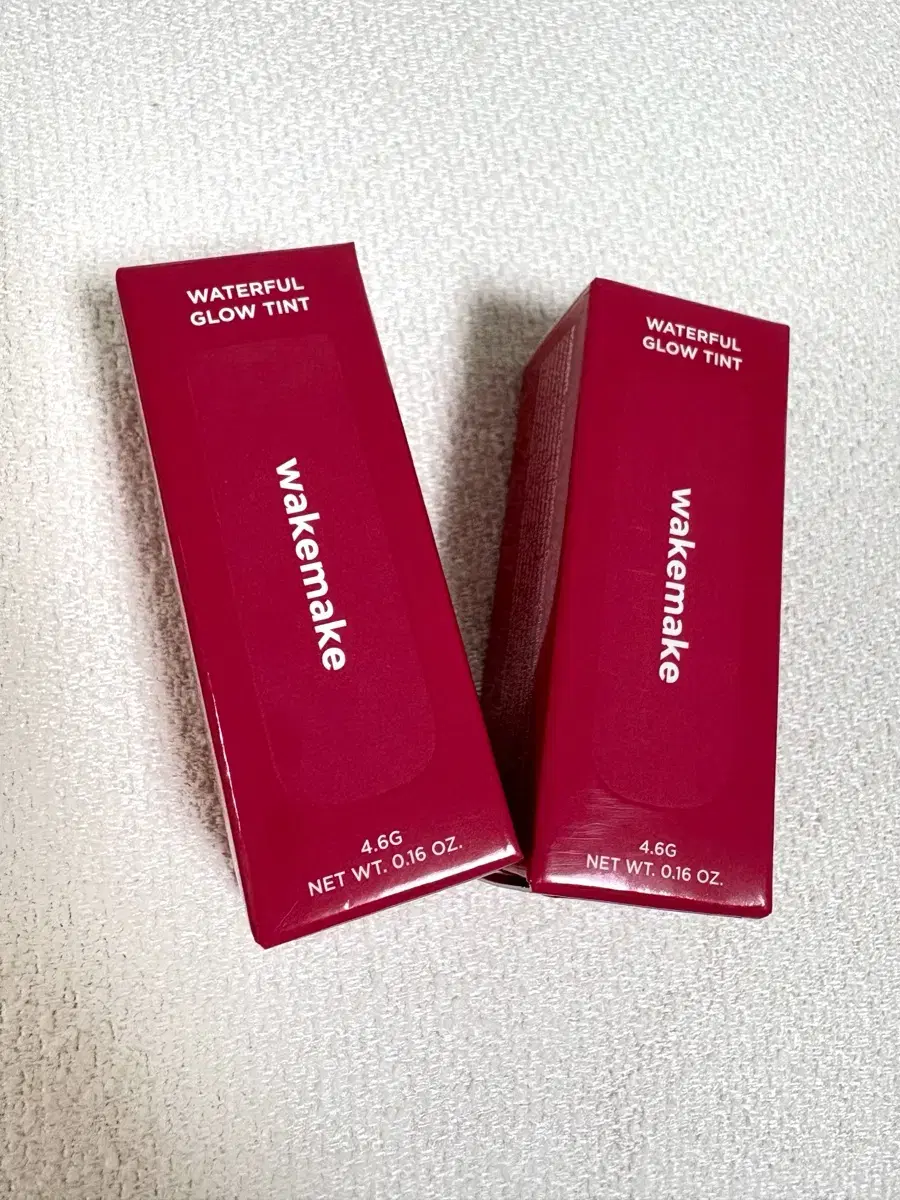 WATERFUL
GLOW TINT
wakemake
4.6G
NET WT. 0.16 OZ.
WATERFUL
GLOW TINT
wakemake
4.6G
NET WT. 0.16 OZ.